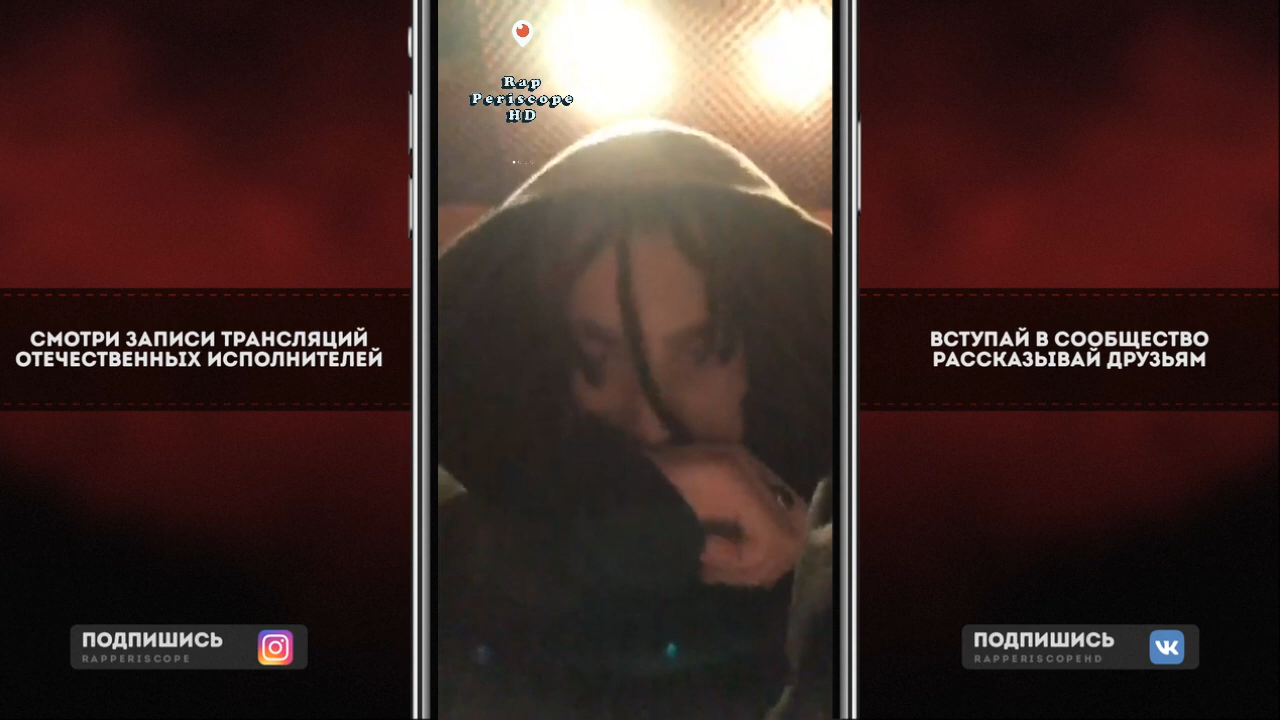 Rap
Periscope
HD
СМОТРИ ЗАПИСИ ТРАНСЛЯЦИЙ
ОТЕЧЕСТВЕННЫХ ИСПОЛНИТЕЛЕЙ
ВСТУПАЙ В СООБЩЕСТВО
РАССКАЗЫВАЙ ДРУЗЬЯМ
ПОДПИШИСЬ
RAPPERISCOPE
ПОДПИШИСЬ
RAPPERISCOPEHD